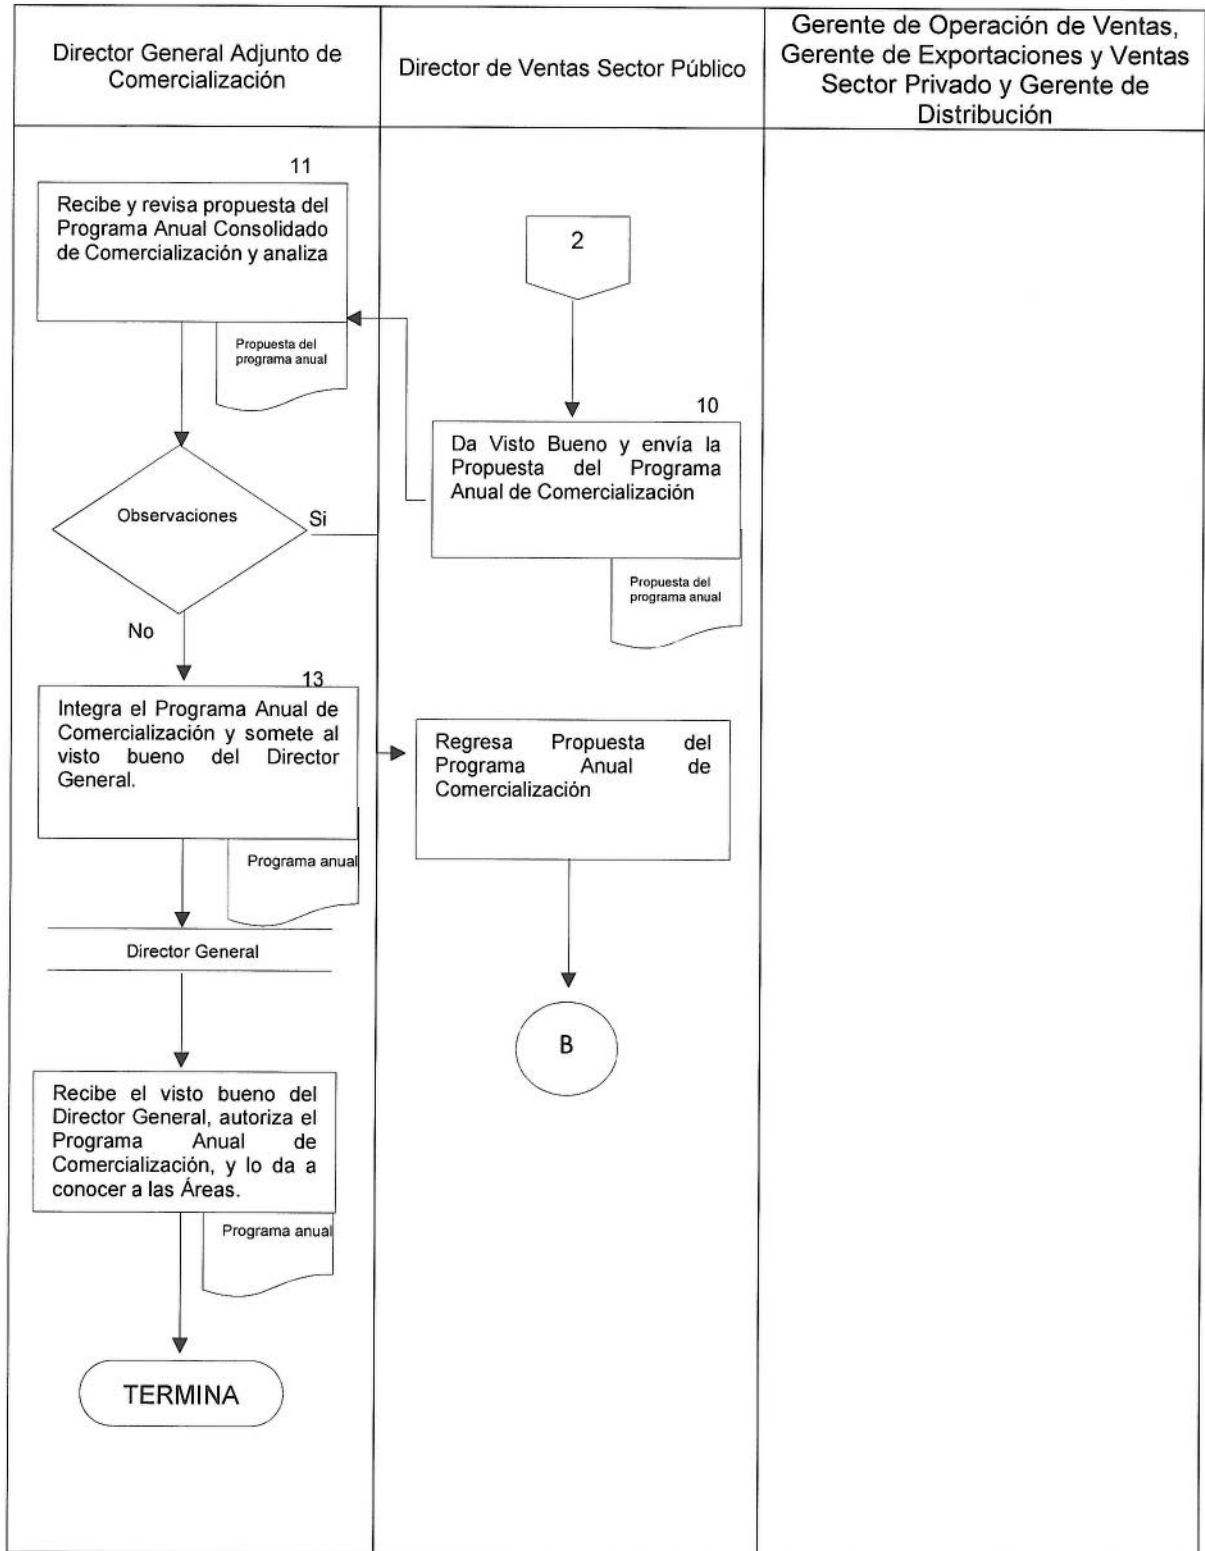 Director General Adjunto de
Comercialización
Director de Ventas Sector Público
Gerente de Operación de Ventas,
Gerente de Exportaciones y Ventas
Sector Privado y Gerente de
Distribución
11
Recibe y revisa propuesta del
Programa Anual Consolidado
de Comercialización y analiza
Propuesta del
programa anual
2
10
Da Visto Bueno y envía la
Propuesta del Programa
Anual de Comercialización
Propuesta del
programa anual
Observaciones
Si
No
13
Integra el Programa Anual de
Comercialización y somete al
visto bueno del Director
General.
Programa anual
Regresa Propuesta del
Programa Anual de
Comercialización
Director General
B
Recibe el visto bueno del
Director General, autoriza el
Programa Anual de
Comercialización, y lo da a
conocer a las Áreas.
Programa anual
TERMINA